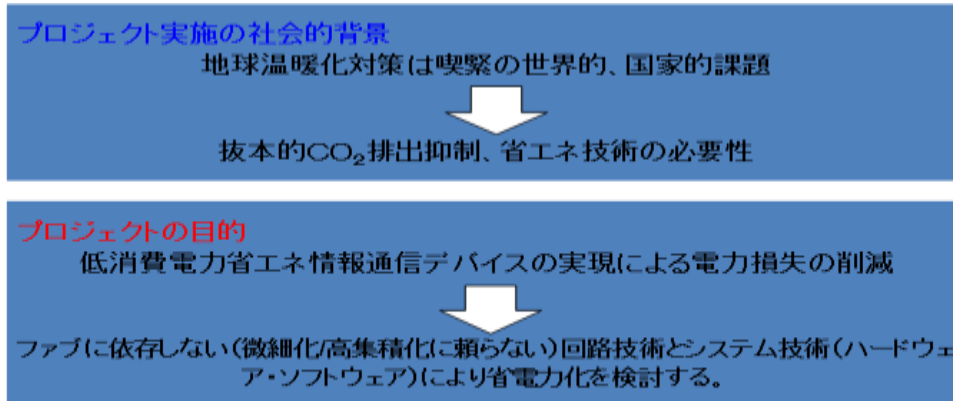 プロジェクト実施の社会的背景
地球温暖化対策は喫緊の世界的、国家的課題
抜本的CO₂排出抑制、省エネ技術の必要性
プロジェクトの目的
低消費電力省エネ情報通信デバイスの実現による電力損失の削減
ファブに依存しない(微細化/高集積化に頼らない)回路技術とシステム技術(ハードウェ
ア・ソフトウェア)により省電力化を検討する。